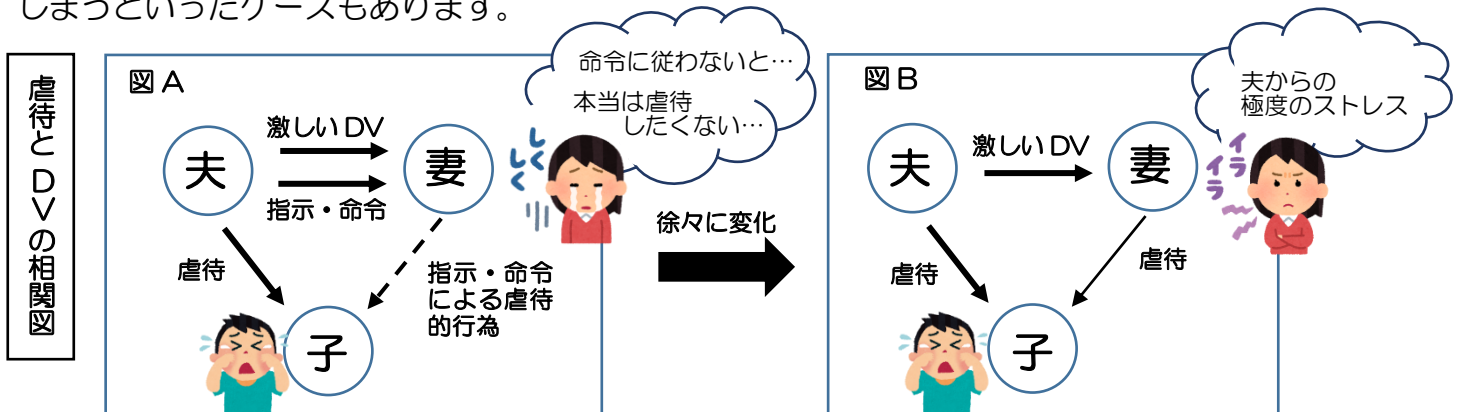 しまうといったケースもあります。
虐待とDVの相関図
図A
命令に従わないと…
本当は虐待
したくない…
激しいDV
夫
妻
しくしく
指示・命令
虐待
指示・命令
による虐待
的行為
子
徐々に変化
図B
夫からの
極度のストレス
激しいDV
夫
妻
イライラ
虐待
虐待
子